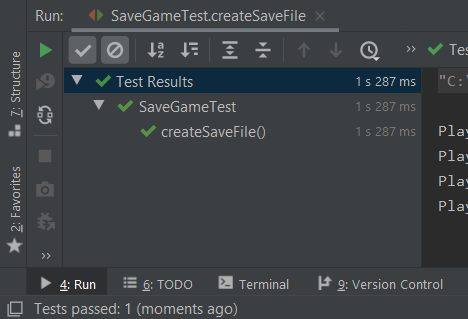 Run: SaveGameTest.createSaveFile
7: Structure
2: Favorites
Test Results 1 s 287 ms
SaveGameTest 1 s 287 ms
createSaveFile() 1 s 287 ms
Play
Play
Play
Play
4: Run 6: TODO Terminal 9: Version Control
Tests passed: 1 (moments ago)